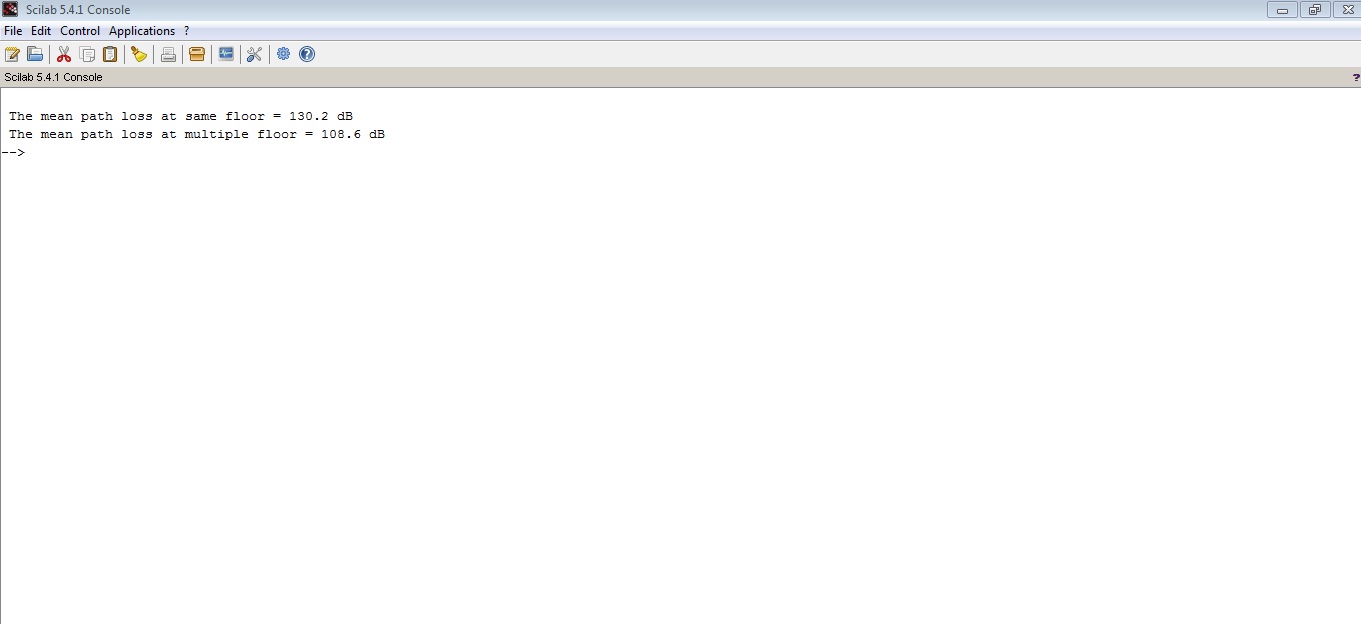 Scilab 5.4.1 Console
File Edit Control Applications ?
Scilab 5.4.1 Console ?
The mean path loss at same floor = 130.2 dB
The mean path loss at multiple floor = 108.6 dB
-->